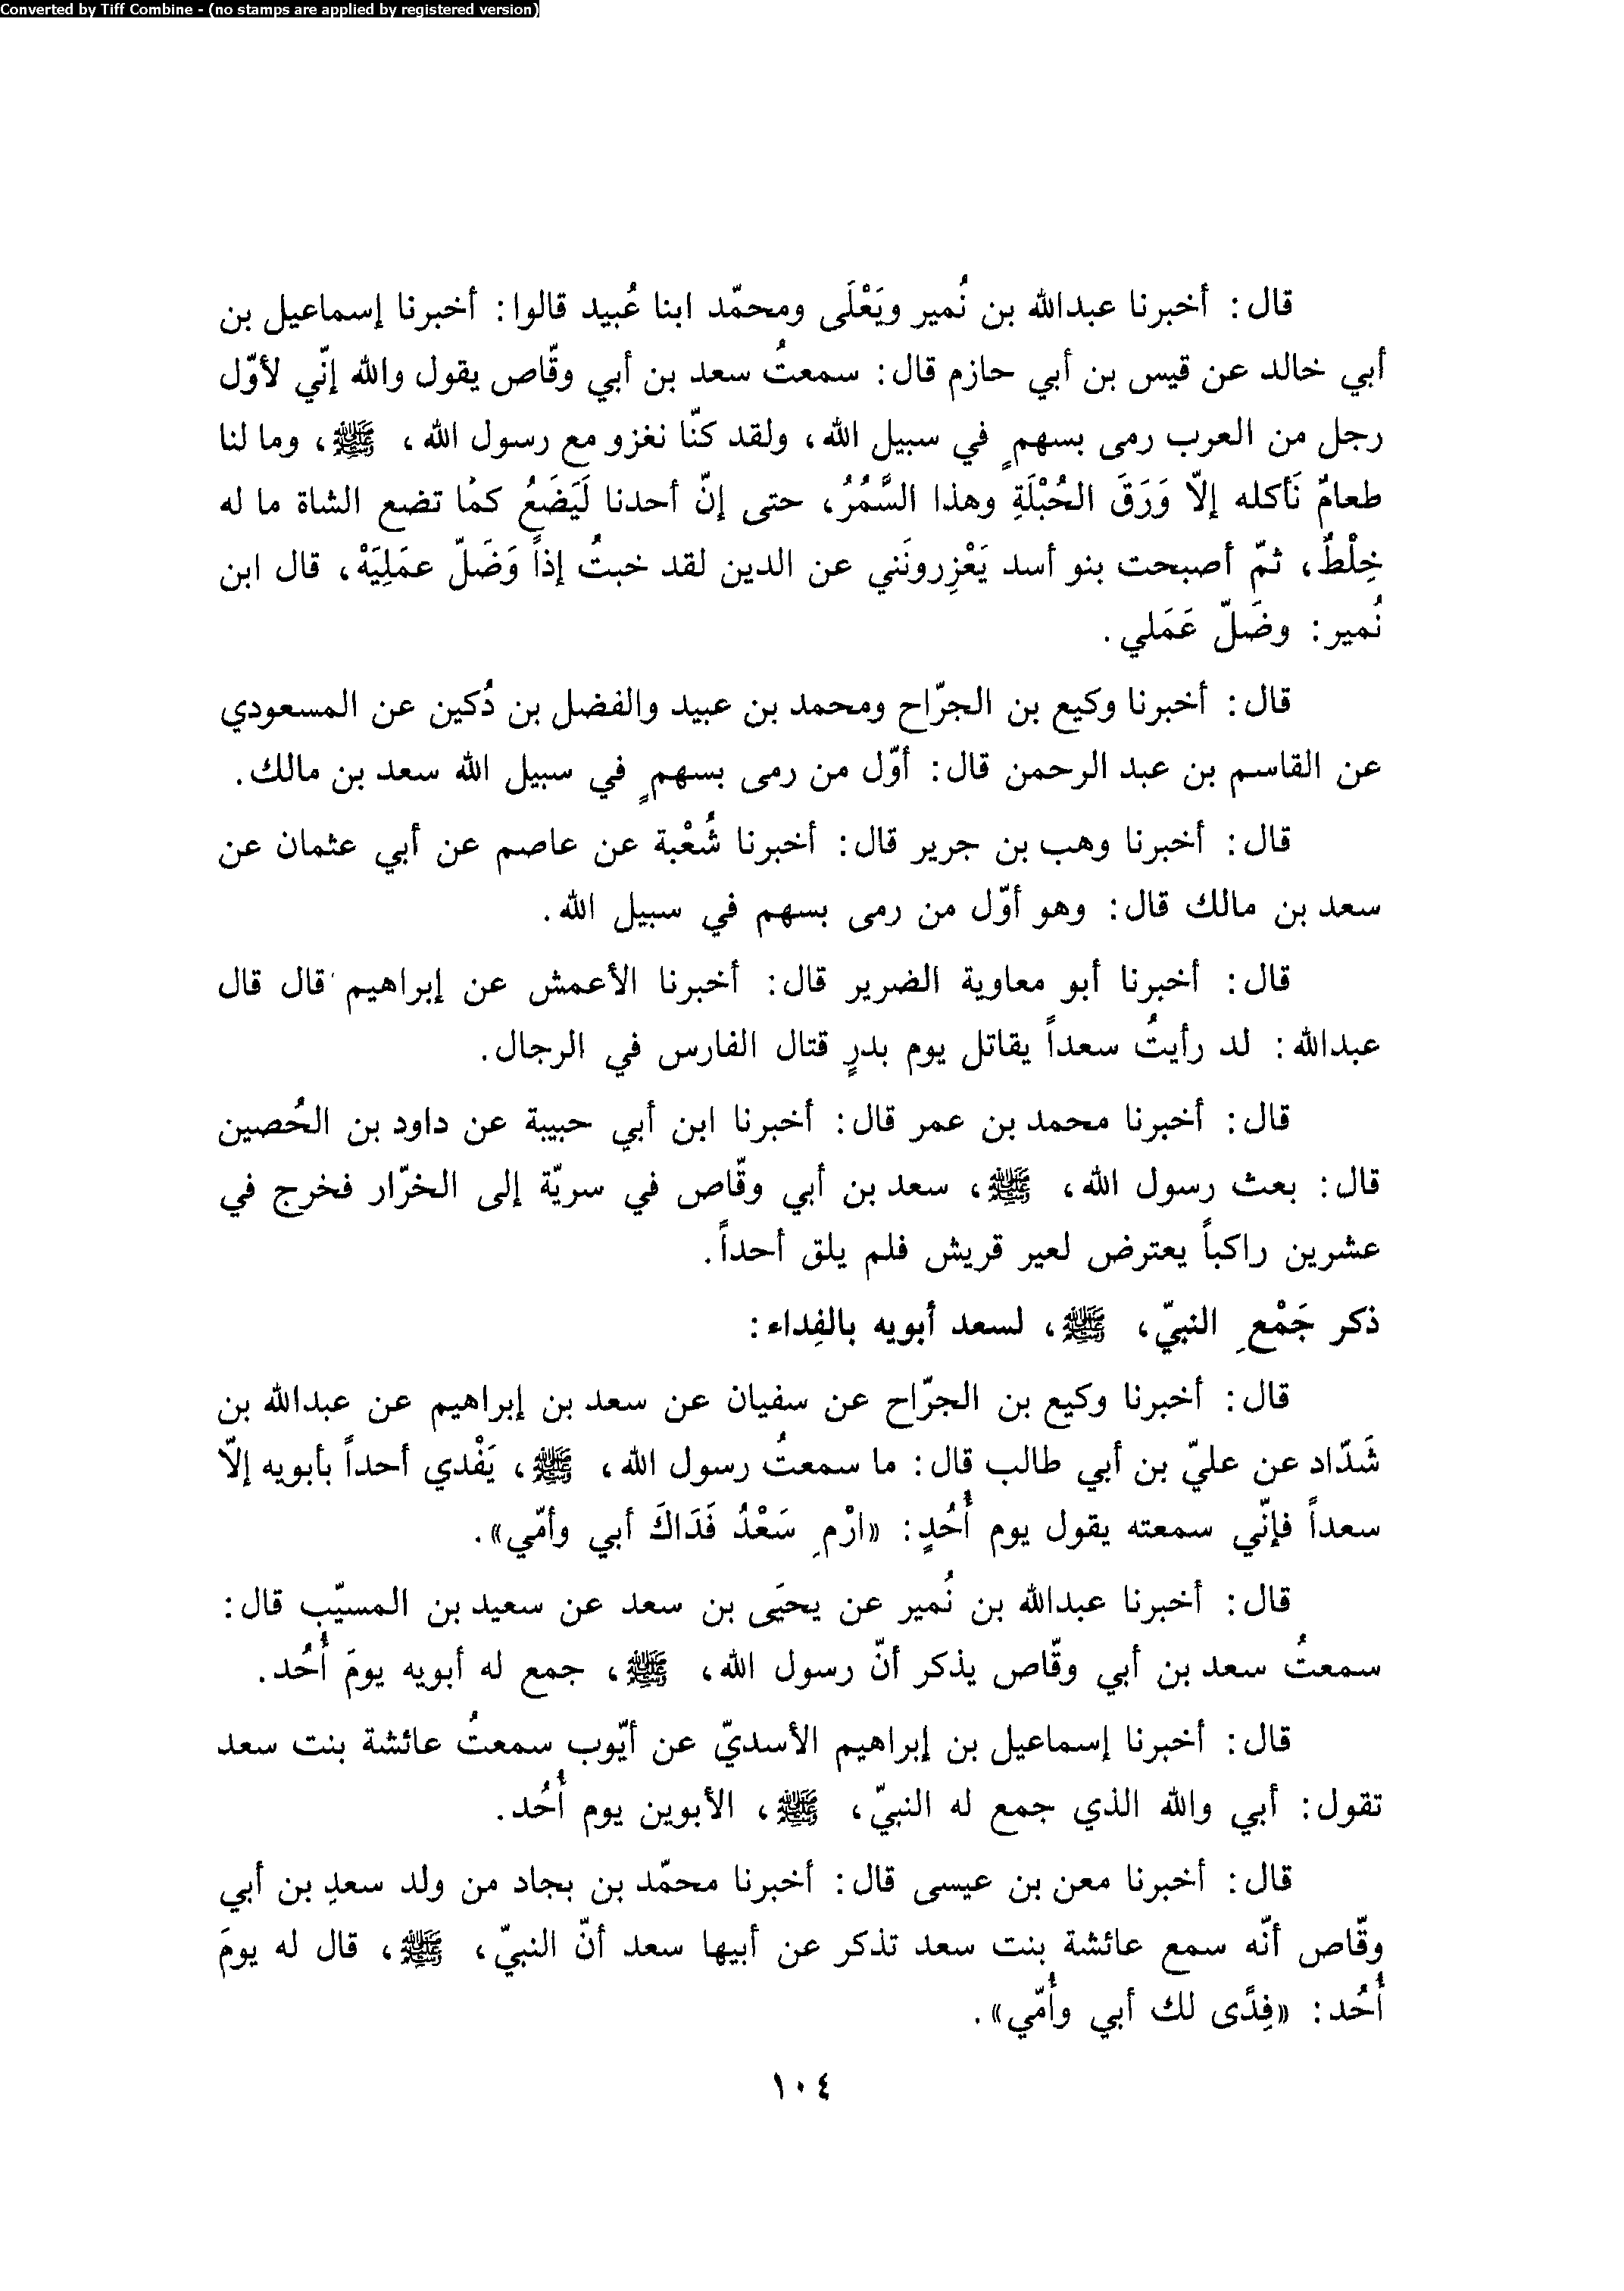 Converted by Tiff Combine - (no stamps are applied by registered version)
قال: أخبرنا عبدالله بن نُمير ويَعْلَى ومحمّد ابنا عُبيد قالوا: أخبرنا إسماعيل بن
أبي خالد عن قيس بن أبي حازم قال: سمعتُ سعد بن أبي وقّاص يقول والله إنّي لأوّل
رجل من العرب رمى بسهمٍ في سبيل الله، ولقد كنّا نغزو مع رسول الله، ﷺ، وما لنا
طعامٌ نَأكله إلّا وَرَقَ الحُبْلَةِ وهذا السَّمُرُ، حتى إنّ أحدنا لَيَضَعُ كما تضع الشاة ما له
خِلْطٌ، ثمّ أصبحت بنو أسد يَعْزِرونَني عن الدين لقد خبتُ إذاً وَضَلّ عمَلِيَهْ، قال ابن
نُمير: وضَلّ عَمَلي.
قال: أخبرنا وكيع بن الجرّاح ومحمد بن عبيد والفضل بن دُكين عن المسعودي
عن القاسم بن عبد الرحمن قال: أوّل من رمى بسهمٍ في سبيل الله سعد بن مالك.
قال: أخبرنا وهب بن جرير قال: أخبرنا شُعْبة عن عاصم عن أبي عثمان عن
سعد بن مالك قال: وهو أوّل من رمى بسهم في سبيل الله.
قال: أخبرنا أبو معاوية الضرير قال: أخبرنا الأعمش عن إبراهيم قال قال
عبدالله: لد رأيتُ سعداً يقاتل يوم بدرٍ قتال الفارس في الرجال.
قال: أخبرنا محمد بن عمر قال: أخبرنا ابن أبي حبيبة عن داود بن الحُصين
قال: بعث رسول الله، ﷺ، سعد بن أبي وقّاص في سريّة إلى الخرّار فخرج في
عشرين راكباً يعترض لعير قريش فلم يلق أحداً.
ذكر جَمْعِ النبيّ، ﷺ، لسعد أبويه بالفِداء:
قال: أخبرنا وكيع بن الجرّاح عن سفيان عن سعد بن إبراهيم عن عبدالله بن
شَدّاد عن عليّ بن أبي طالب قال: ما سمعتُ رسول الله، ﷺ، يَفْدي أحداً بأبويه إلّا
سعداً فإنّي سمعته يقول يوم أُحُدٍ: «ارْمِ سَعْدُ فَدَاكَ أبي وأمّي».
قال: أخبرنا عبدالله بن نُمير عن يحيَى بن سعد عن سعيد بن المسيّب قال:
سمعتُ سعد بن أبي وقّاص يذكر أنّ رسول الله، ﷺ، جمع له أبويه يومَ أُحُد.
قال: أخبرنا إسماعيل بن إبراهيم الأسديّ عن أيّوب سمعتُ عائشة بنت سعد
تقول: أبي والله الذي جمع له النبيّ، ﷺ، الأبوين يوم أُحُد.
قال: أخبرنا معن بن عيسى قال: أخبرنا محمّد بن بجاد من ولد سعدِ بن أبي
وقّاص أنّه سمع عائشة بنت سعد تذكر عن أبيها سعد أنّ النبيّ، ﷺ، قال له يومَ
أُحُد: «فِدًى لك أبي وأُمّي».
١٠٤